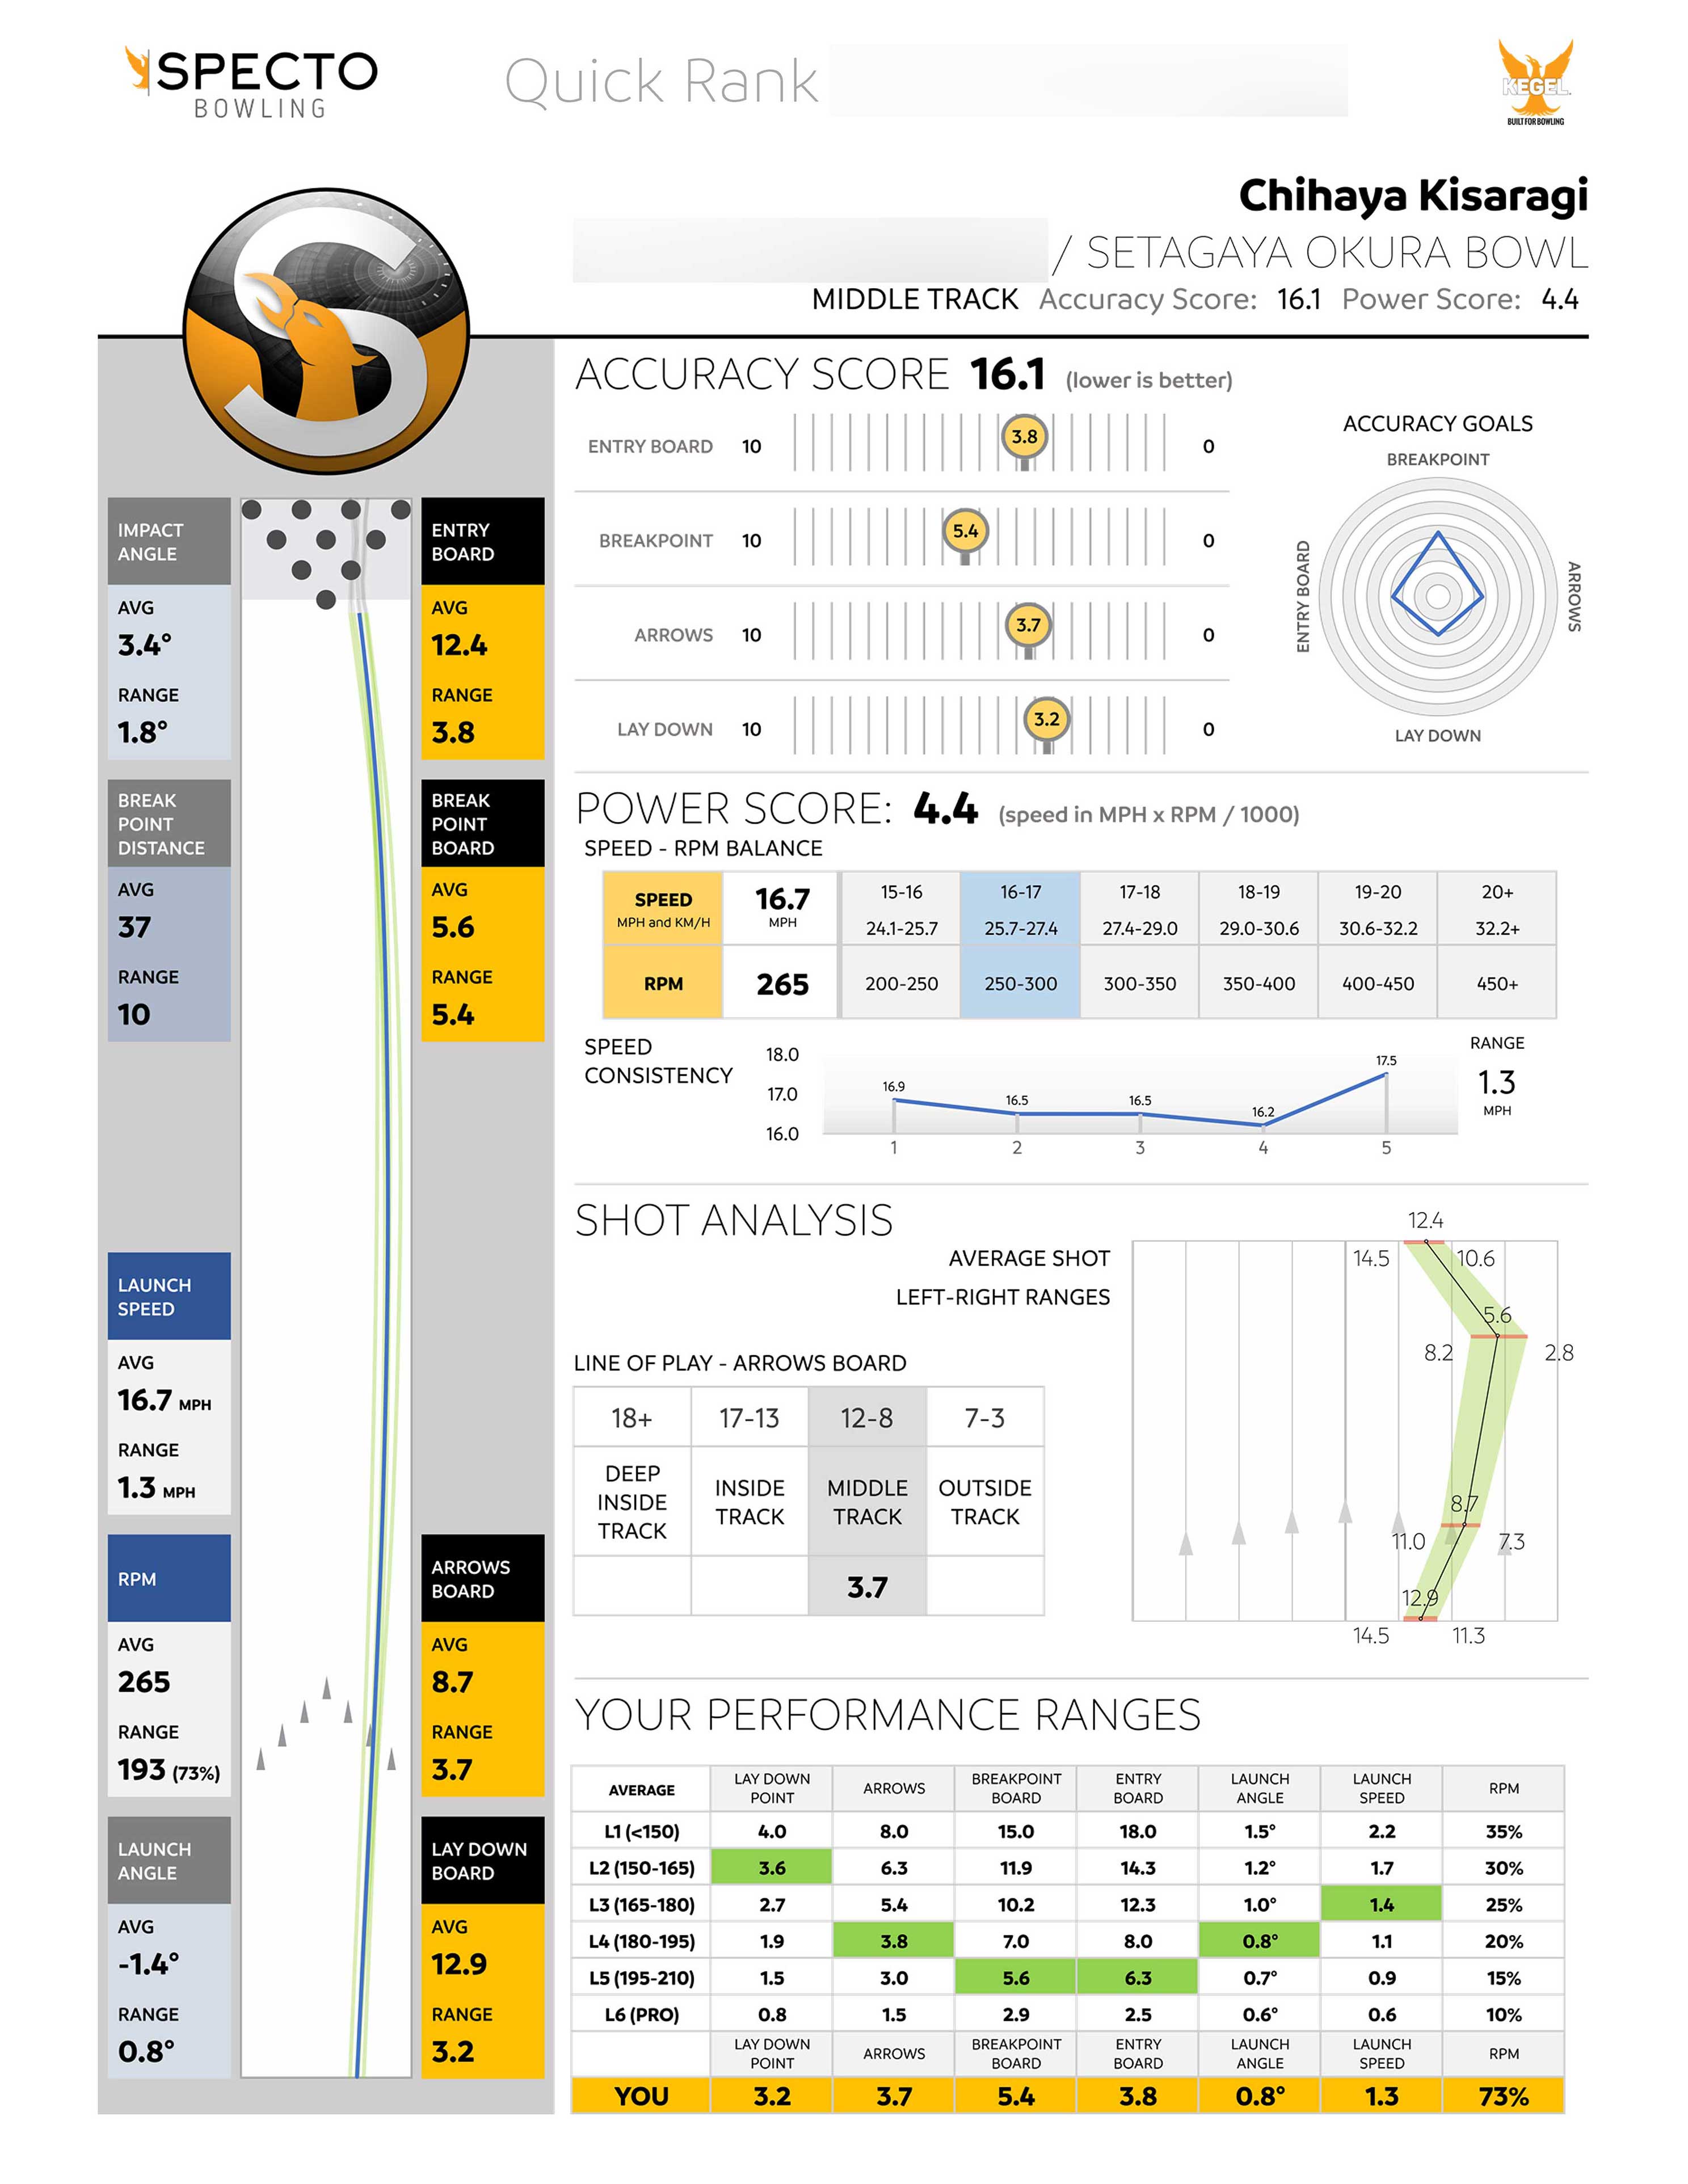 SPECTO
BOWLING
Quick Rank
KEGEL
BUILT FOR BOWLING
Chihaya Kisaragi
/ SETAGAYA OKURA BOWL
MIDDLE TRACK Accuracy Score: 16.1 Power Score: 4.4
IMPACT
ANGLE
AVG
3.4°
RANGE
1.8°
BREAK
POINT
DISTANCE
AVG
37
RANGE
10
LAUNCH
SPEED
AVG
16.7 MPH
RANGE
1.3 MPH
RPM
AVG
265
RANGE
193 (73%)
LAUNCH
ANGLE
AVG
-1.4°
RANGE
0.8°
ENTRY
BOARD
AVG
12.4
RANGE
3.8
BREAK
POINT
BOARD
AVG
5.6
RANGE
5.4
ARROWS
BOARD
AVG
8.7
RANGE
3.7
LAY DOWN
BOARD
AVG
12.9
RANGE
3.2
ACCURACY SCORE 16.1 (lower is better)
ENTRY BOARD 10 3.8 0
BREAKPOINT 10 5.4 0
ARROWS 10 3.7 0
LAY DOWN 10 3.2 0
ACCURACY GOALS
BREAKPOINT
ENTRY BOARD
ARROWS
LAY DOWN
POWER SCORE: 4.4 (speed in MPH x RPM / 1000)
SPEED - RPM BALANCE
SPEED 16.7 15-16 16-17 17-18 18-19 19-20 20+
MPH and KM/H MPH 24.1-25.7 25.7-27.4 27.4-29.0 29.0-30.6 30.6-32.2 32.2+
RPM 265 200-250 250-300 300-350 350-400 400-450 450+
SPEED
CONSISTENCY
18.0
17.0
16.0
16.9 16.5 16.5 16.2 17.5
1 2 3 4 5
RANGE
1.3
MPH
SHOT ANALYSIS
AVERAGE SHOT
LEFT-RIGHT RANGES
12.4
14.5 10.6
5.6
8.2 2.8
8.7
11.0 7.3
12.9
14.5 11.3
LINE OF PLAY - ARROWS BOARD
18+ 17-13 12-8 7-3
DEEP
INSIDE
TRACK
INSIDE
TRACK
MIDDLE
TRACK
OUTSIDE
TRACK
3.7
YOUR PERFORMANCE RANGES
AVERAGE LAY DOWN POINT ARROWS BREAKPOINT BOARD ENTRY BOARD LAUNCH ANGLE LAUNCH SPEED RPM
L1 (<150) 4.0 8.0 15.0 18.0 1.5° 2.2 35%
L2 (150-165) 3.6 6.3 11.9 14.3 1.2° 1.7 30%
L3 (165-180) 2.7 5.4 10.2 12.3 1.0° 1.4 25%
L4 (180-195) 1.9 3.8 7.0 8.0 0.8° 1.1 20%
L5 (195-210) 1.5 3.0 5.6 6.3 0.7° 0.9 15%
L6 (PRO) 0.8 1.5 2.9 2.5 0.6° 0.6 10%
LAY DOWN POINT ARROWS BREAKPOINT BOARD ENTRY BOARD LAUNCH ANGLE LAUNCH SPEED RPM
YOU 3.2 3.7 5.4 3.8 0.8° 1.3 73%